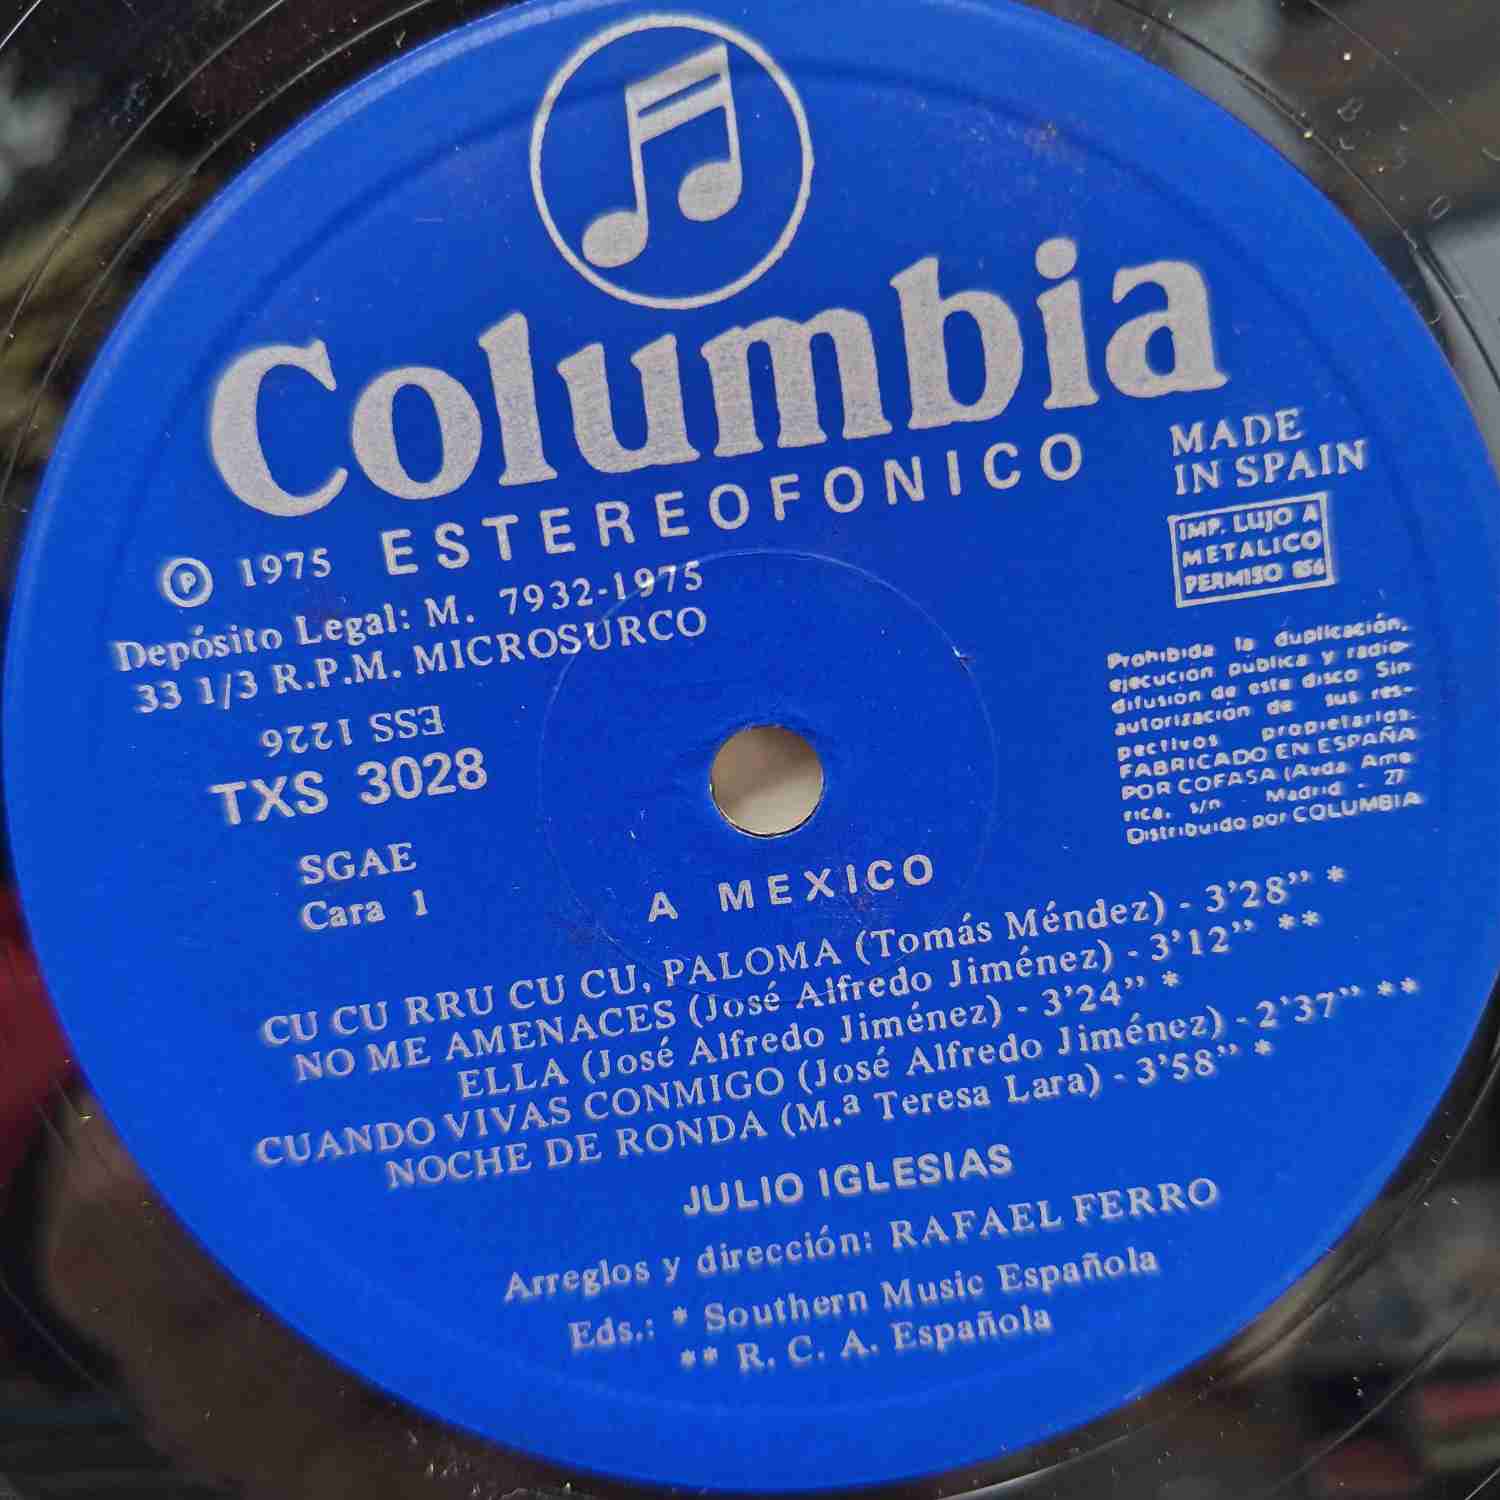 Columbia
ESTEREOFONICO
MADE
IN SPAIN
IMP. LUJO A
METALICO
PERMISO 856
℗ 1975
Depósito Legal: M. 7932-1975
33 1/3 R.P.M. MICROSURCO
ESS 1226
TXS 3028
SGAE
Cara 1
Prohibida la duplicación,
ejecución pública y radio-
difusión de este disco Sin
autorización de sus res-
pectivos propietarios.
FABRICADO EN ESPAÑA
POR COFASA (Avda Ame
rica, s/n - Madrid - 27
Distribuido por COLUMBIA
A MEXICO
CU CU RRU CU CU, PALOMA (Tomás Méndez) - 3'28'' *
NO ME AMENACES (José Alfredo Jiménez) - 3'12'' **
ELLA (José Alfredo Jiménez) - 3'24'' *
CUANDO VIVAS CONMIGO (José Alfredo Jiménez) - 2'37'' **
NOCHE DE RONDA (M.ª Teresa Lara) - 3'58'' *
JULIO IGLESIAS
Arreglos y dirección: RAFAEL FERRO
Eds.: * Southern Music Española
** R. C. A. Española